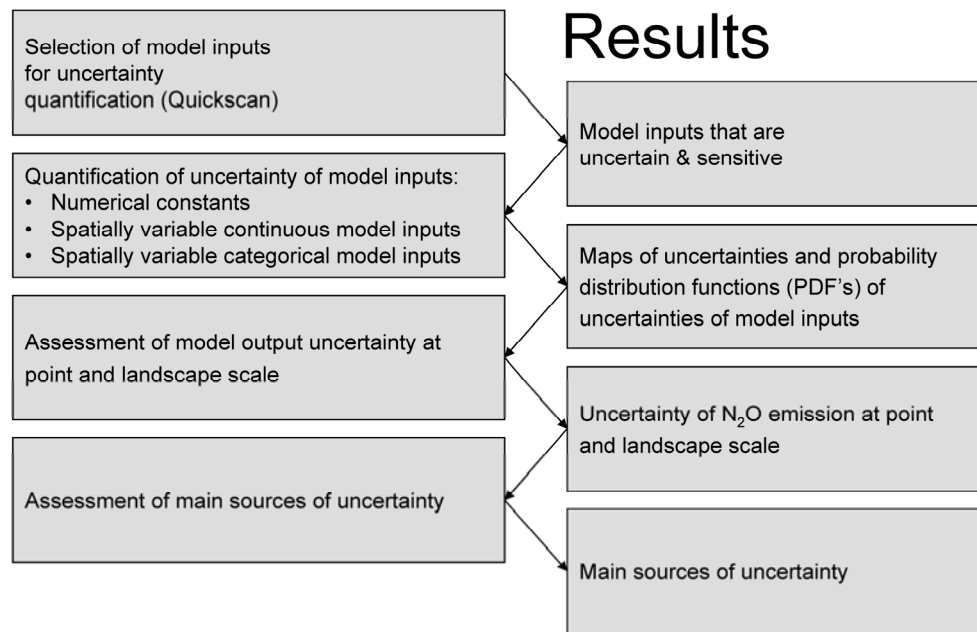 Results
Selection of model inputs
for uncertainty
quantification (Quickscan)
Model inputs that are
uncertain & sensitive
Quantification of uncertainty of model inputs:
• Numerical constants
• Spatially variable continuous model inputs
• Spatially variable categorical model inputs
Maps of uncertainties and probability
distribution functions (PDF's) of
uncertainties of model inputs
Assessment of model output uncertainty at
point and landscape scale
Uncertainty of N₂O emission at point
and landscape scale
Assessment of main sources of uncertainty
Main sources of uncertainty